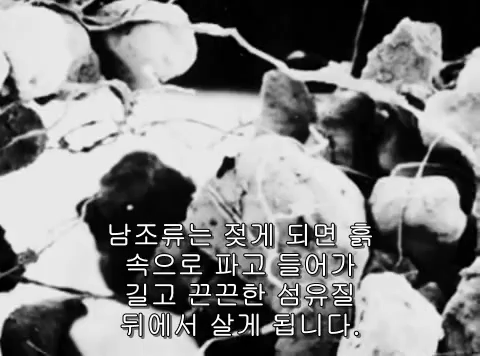 남조류는 젖게 되면 흙
속으로 파고 들어가
길고 끈끈한 섬유질
뒤에서 살게 됩니다.